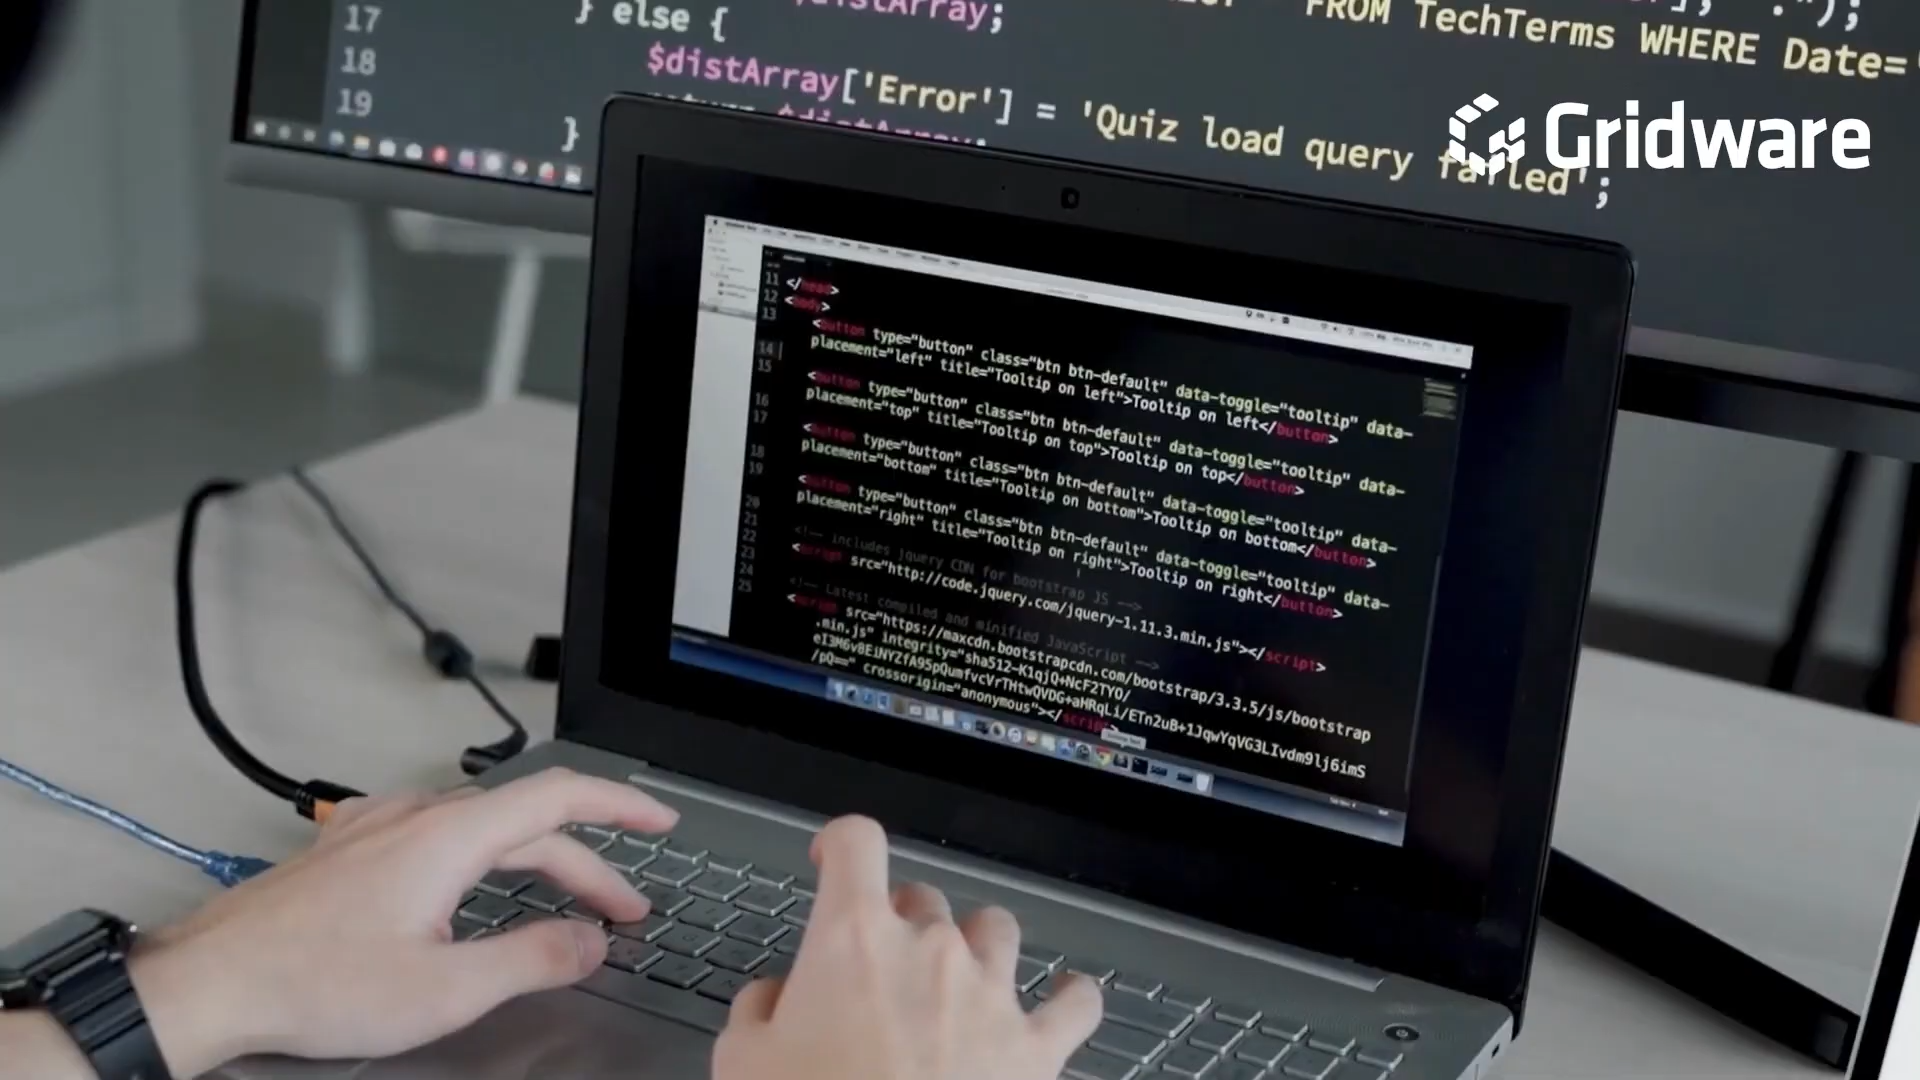 $distArray;
17 } else {
FROM TechTerms WHERE Date='
18 $distArray['Error'] = 'Quiz load query failed';
19 $distArray;
}
Gridware
11 </head>
12 <body>
13
<button type="button" class="btn btn-default" data-toggle="tooltip" data-
14 placement="left" title="Tooltip on left">Tooltip on left</button>
15
<button type="button" class="btn btn-default" data-toggle="tooltip" data-
16 placement="top" title="Tooltip on top">Tooltip on top</button>
17
<button type="button" class="btn btn-default" data-toggle="tooltip" data-
18 placement="bottom" title="Tooltip on bottom">Tooltip on bottom</button>
19
<button type="button" class="btn btn-default" data-toggle="tooltip" data-
20 placement="right" title="Tooltip on right">Tooltip on right</button>
21
22 <!-- includes jquery CDN for bootstrap JS -->
23 <script src="http://code.jquery.com/jquery-1.11.3.min.js"></script>
24 <!-- Latest compiled and minified JavaScript -->
25 <script src="https://maxcdn.bootstrapcdn.com/bootstrap/3.3.5/js/bootstrap
.min.js" integrity="sha512-K1qjQ+NcF2TYO/
eI3M6v8EiNYZfA95pQumfvcVrTHtwQVDG+aHRqLi/ETn2uB+1JqwYqVG3LIvdm9lj6imS
/pQ==" crossorigin="anonymous"></script>